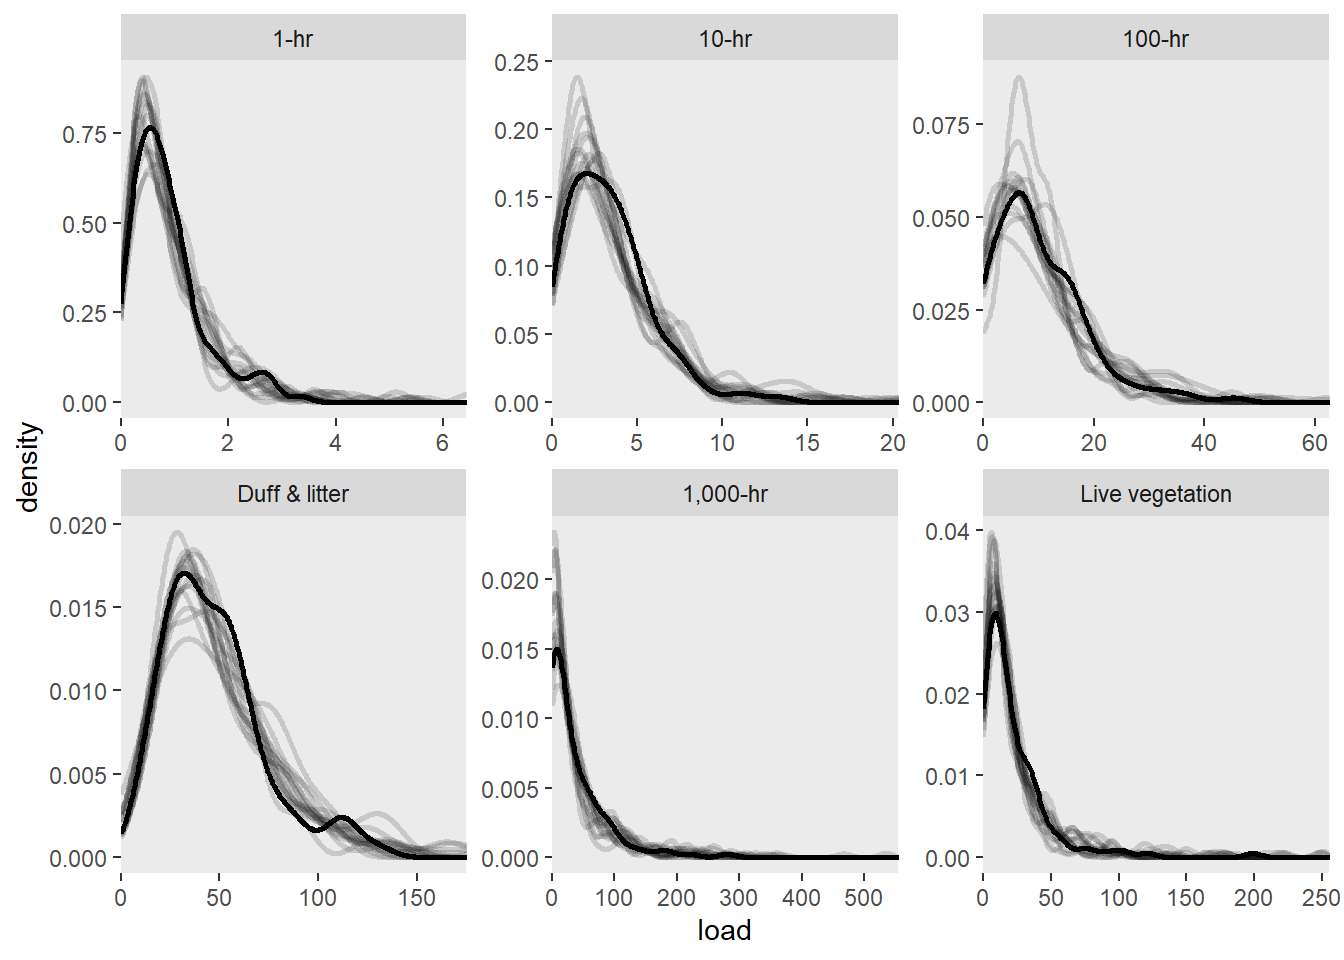 1-hr
10-hr
100-hr
0.75
0.50
0.25
0.00
0.25
0.20
0.15
0.10
0.05
0.00
0.075
0.050
0.025
0.000
0 2 4 6
0 5 10 15 20
0 20 40 60
density
Duff & litter
1,000-hr
Live vegetation
0.020
0.015
0.010
0.005
0.000
0.020
0.015
0.010
0.005
0.000
0.04
0.03
0.02
0.01
0.00
0 50 100 150
0 100 200 300 400 500
0 50 100 150 200 250
load